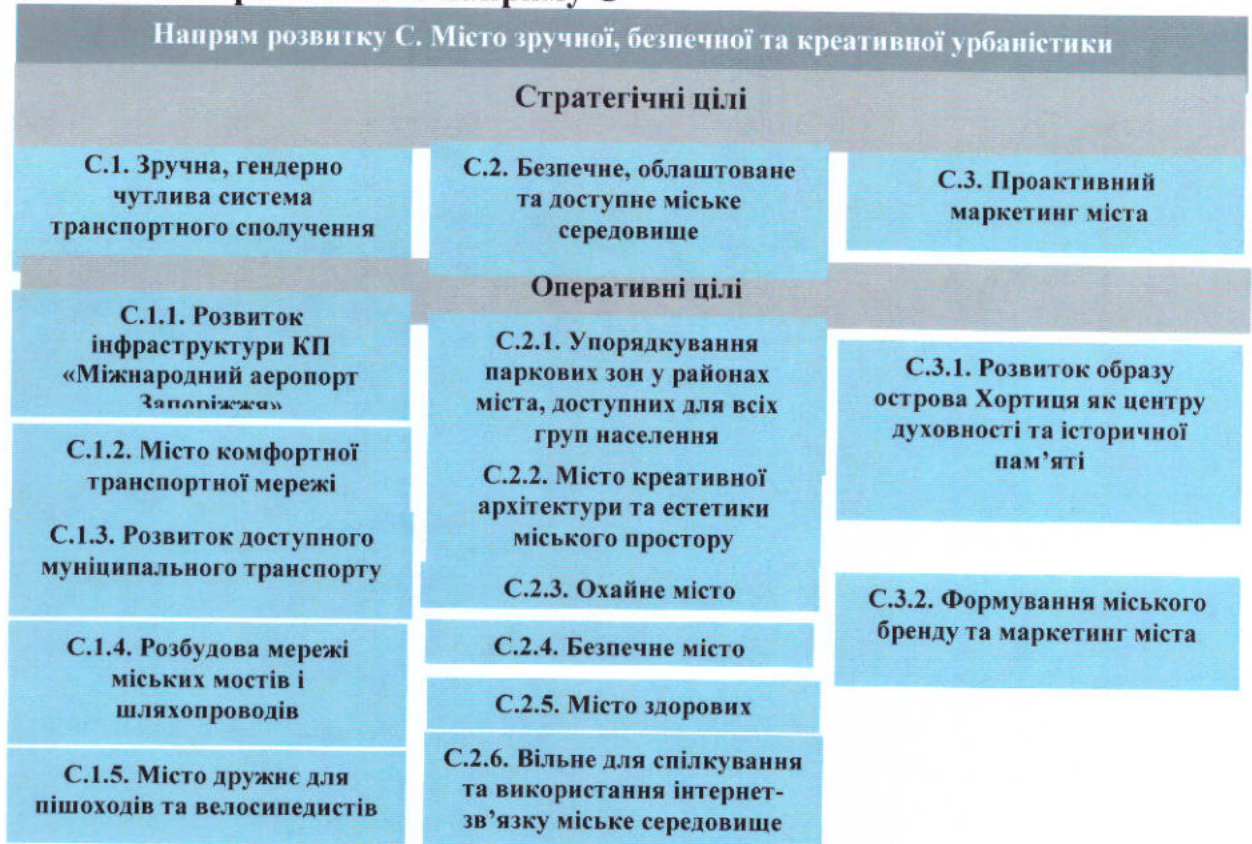 Напрям розвитку С. Місто зручної, безпечної та креативної урбаністики
Стратегічні цілі
С.1. Зручна, гендерно
чутлива система
транспортного сполучення
С.2. Безпечне, облаштоване
та доступне міське
середовище
С.3. Проактивний
маркетинг міста
Оперативні цілі
С.1.1. Розвиток
інфраструктури КП
«Міжнародний аеропорт
Запоріжжя»
С.1.2. Місто комфортної
транспортної мережі
С.1.3. Розвиток доступного
муніципального транспорту
С.1.4. Розбудова мережі
міських мостів і
шляхопроводів
С.1.5. Місто дружнє для
пішоходів та велосипедистів
С.2.1. Упорядкування
паркових зон у районах
міста, доступних для всіх
груп населення
С.2.2. Місто креативної
архітектури та естетики
міського простору
С.2.3. Охайне місто
С.2.4. Безпечне місто
С.2.5. Місто здорових
С.2.6. Вільне для спілкування
та використання інтернет-
зв’язку міське середовище
С.3.1. Розвиток образу
острова Хортиця як центру
духовності та історичної
пам’яті
С.3.2. Формування міського
бренду та маркетинг міста